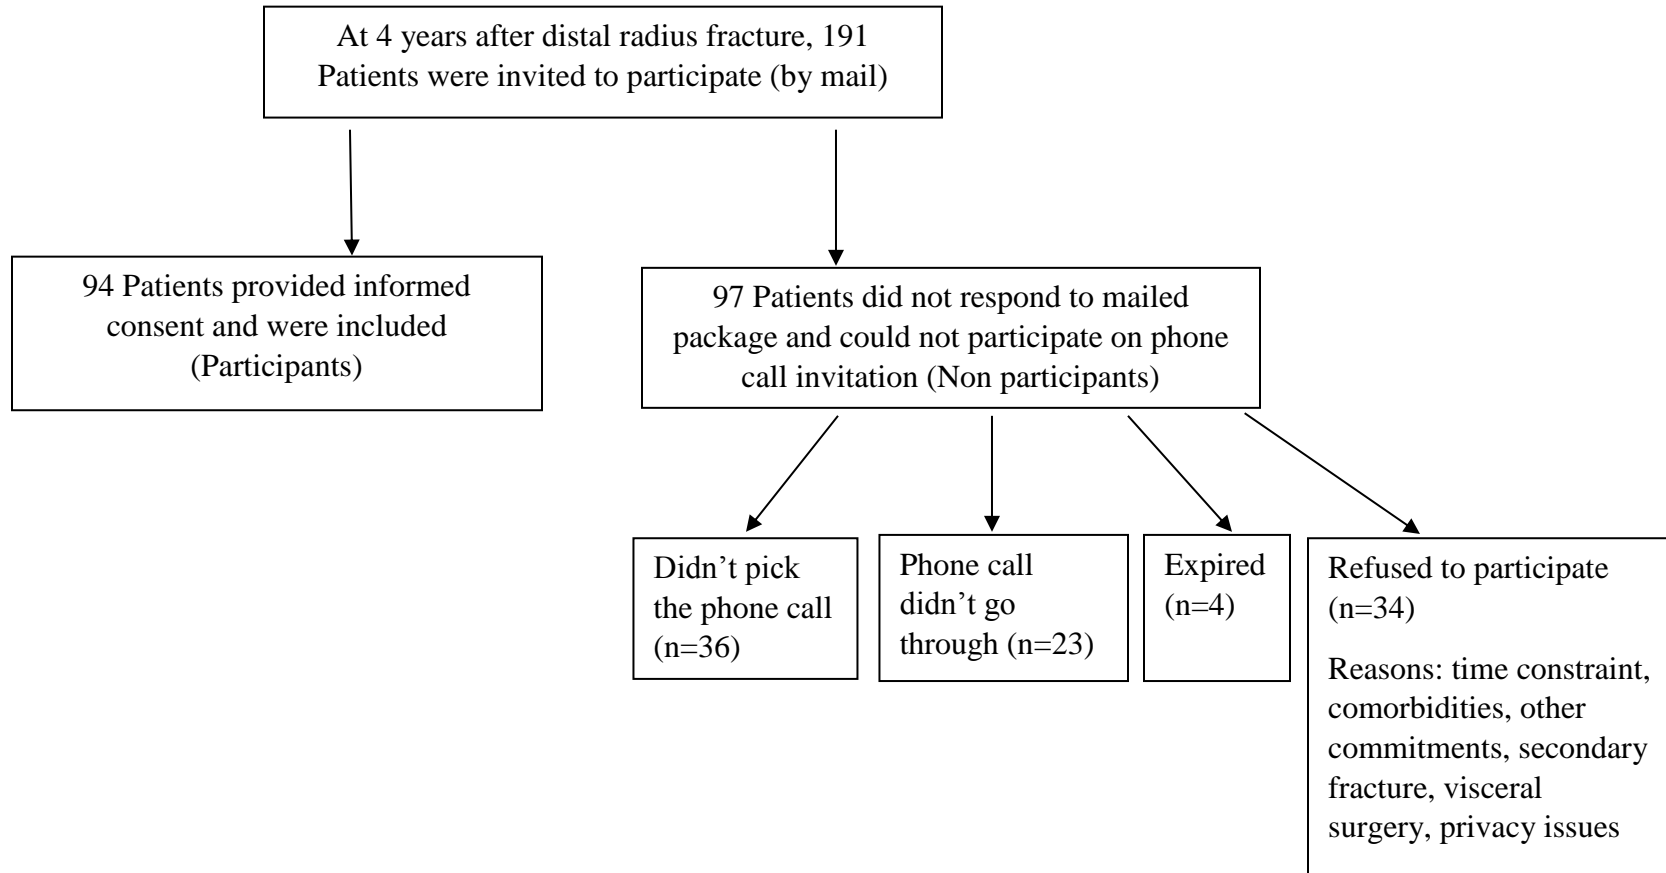 At 4 years after distal radius fracture, 191
Patients were invited to participate (by mail)
94 Patients provided informed
consent and were included
(Participants)
97 Patients did not respond to mailed
package and could not participate on phone
call invitation (Non participants)
Didn’t pick
the phone call
(n=36)
Phone call
didn’t go
through (n=23)
Expired
(n=4)
Refused to participate
(n=34)
Reasons: time constraint,
comorbidities, other
commitments, secondary
fracture, visceral
surgery, privacy issues